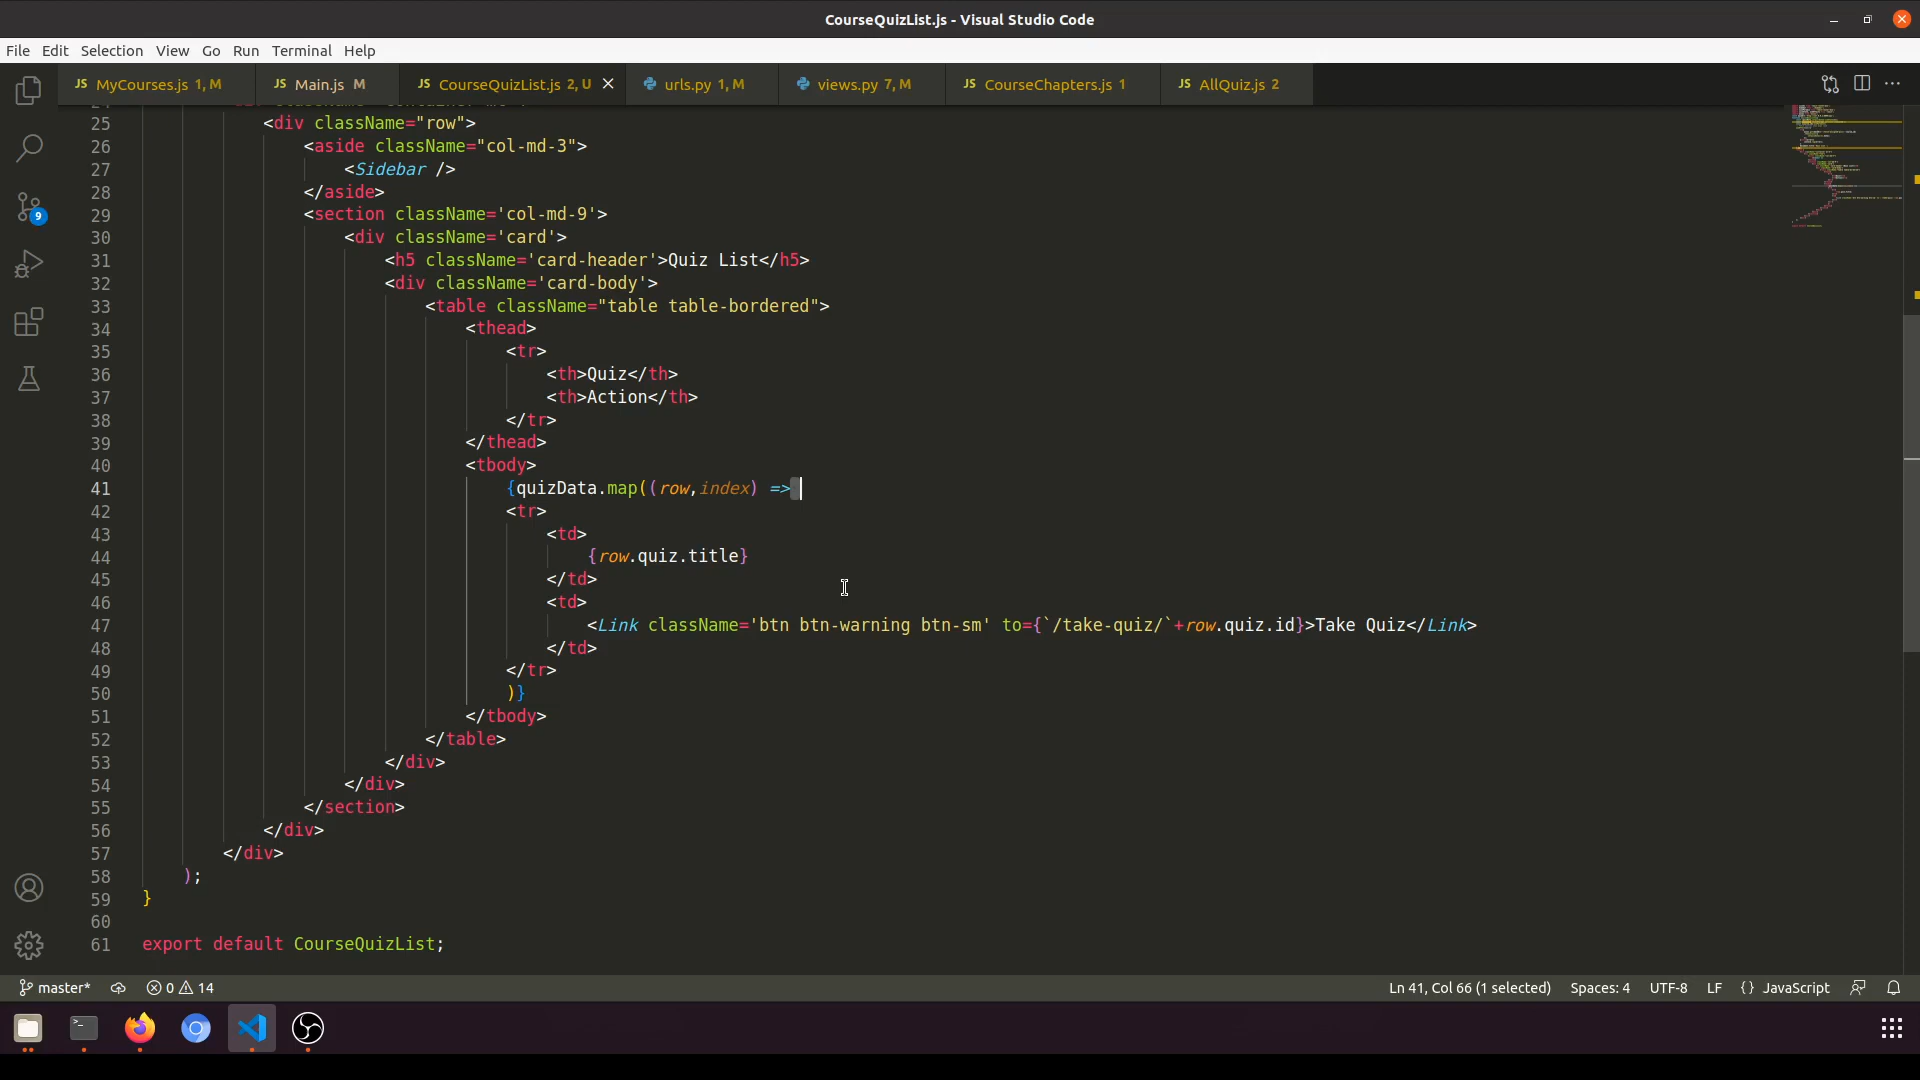 CourseQuizList.js - Visual Studio Code
File Edit Selection View Go Run Terminal Help
JS MyCourses.js 1, M JS Main.js M JS CourseQuizList.js 2, U urls.py 1, M views.py 7, M JS CourseChapters.js 1 JS AllQuiz.js 2
25 <div className="row">
26 <aside className="col-md-3">
27 <Sidebar />
28 </aside>
29 <section className='col-md-9'>
30 <div className='card'>
31 <h5 className='card-header'>Quiz List</h5>
32 <div className='card-body'>
33 <table className="table table-bordered">
34 <thead>
35 <tr>
36 <th>Quiz</th>
37 <th>Action</th>
38 </tr>
39 </thead>
40 <tbody>
41 {quizData.map((row,index) =>
42 <tr>
43 <td>
44 {row.quiz.title}
45 </td>
46 <td>
47 <Link className='btn btn-warning btn-sm' to={`/take-quiz/`+row.quiz.id}>Take Quiz</Link>
48 </td>
49 </tr>
50 )}
51 </tbody>
52 </table>
53 </div>
54 </div>
55 </section>
56 </div>
57 </div>
58 );
59 }
60
61 export default CourseQuizList;
9
master* 0 14 Ln 41, Col 66 (1 selected) Spaces: 4 UTF-8 LF {} JavaScript